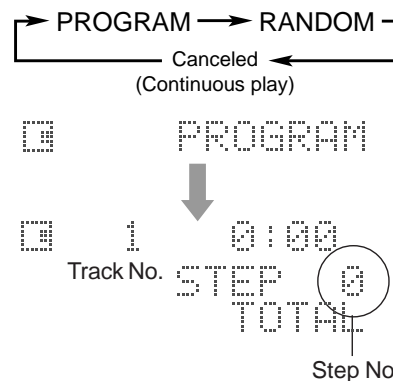 PROGRAM RANDOM
Canceled
(Continuous play)
PROGRAM
1 0:00
Track No. STEP 0
TOTAL
Step No